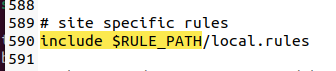 588
589 # site specific rules
590 include $RULE_PATH/local.rules
591